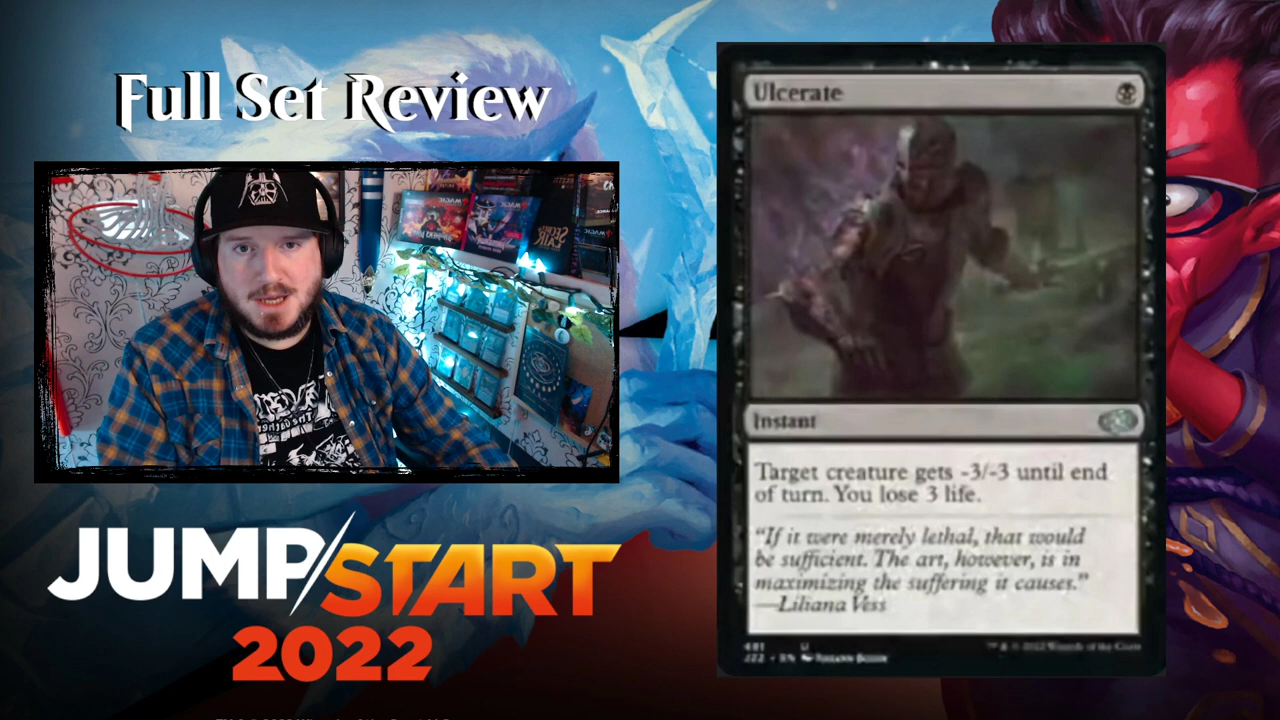 Full Set Review
JUMP/START
2022
Ulcerate
Instant
Target creature gets -3/-3 until end
of turn. You lose 3 life.
“If it were merely lethal, that would
be sufficient. The art, however, is in
maximizing the suffering it causes.”
—Liliana Vess
J22 • EN